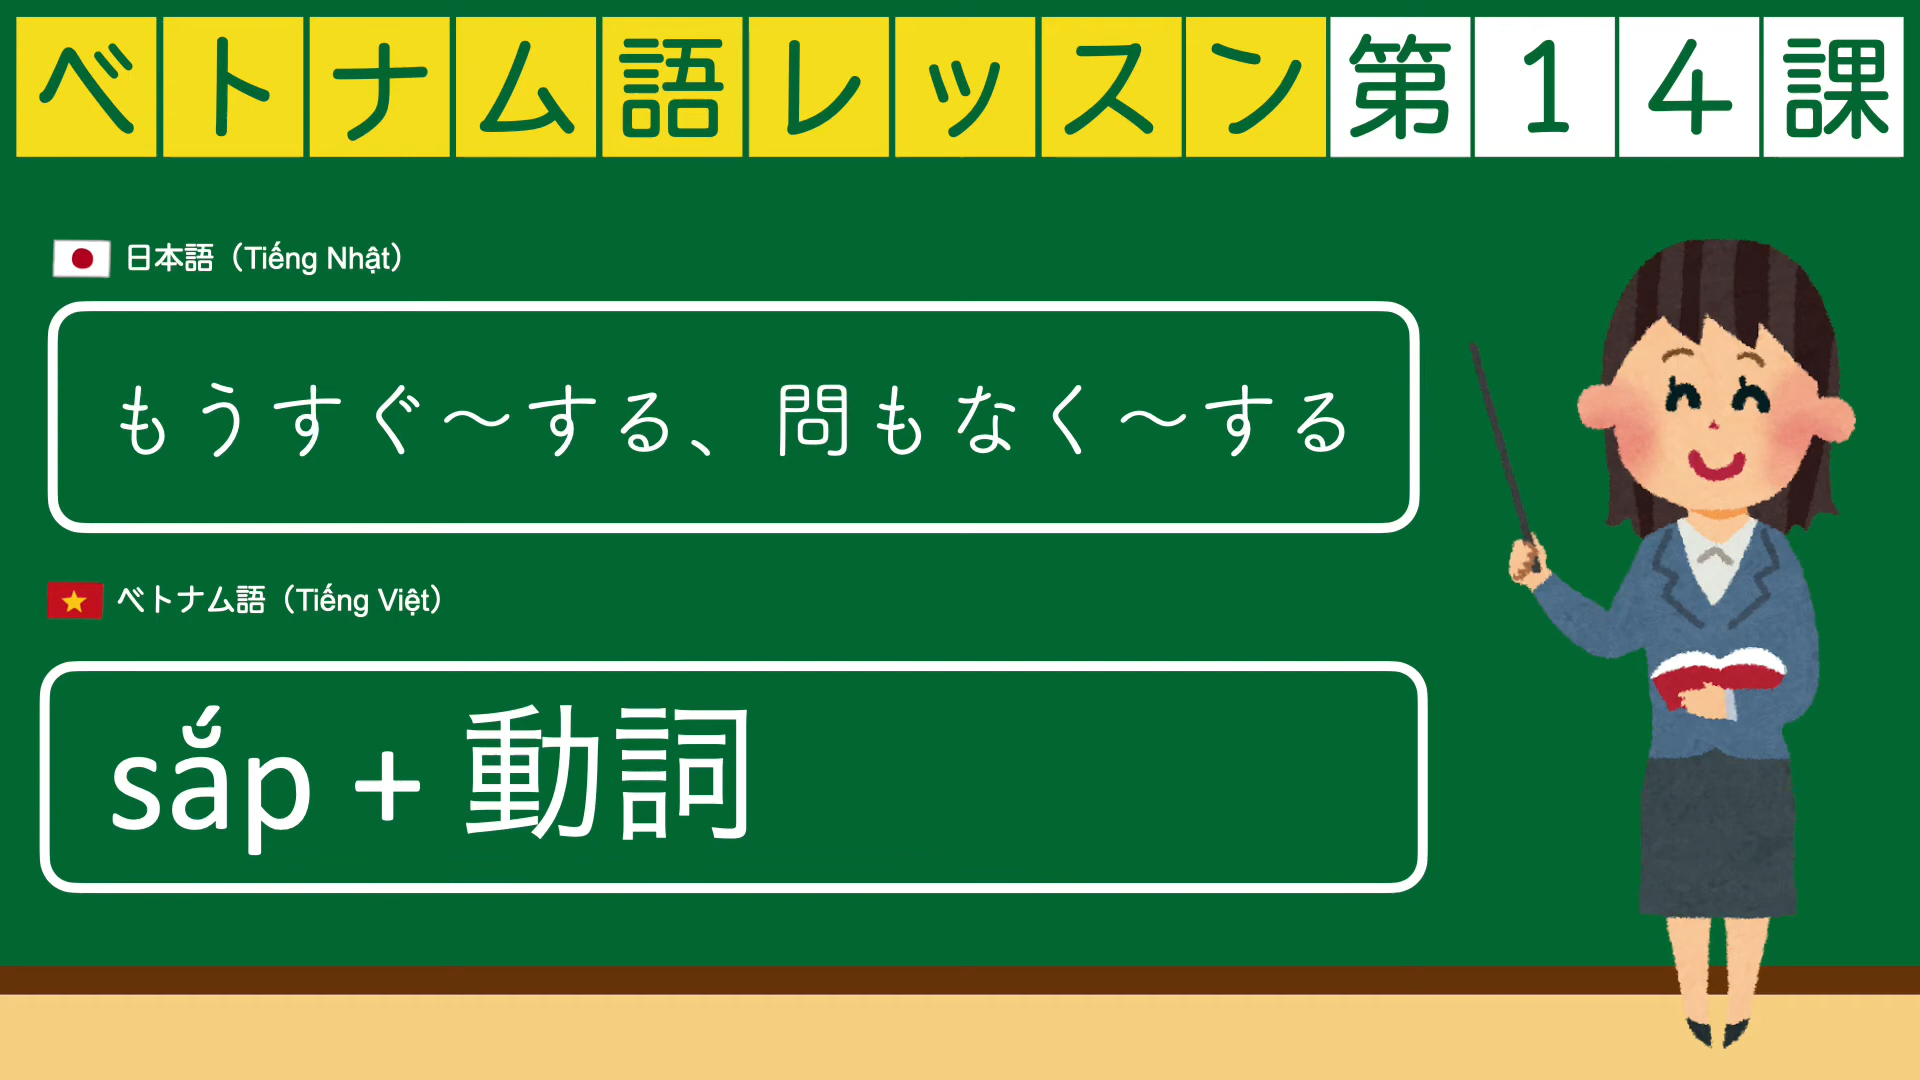 ベトナム語レッスン第14課
日本語（Tiếng Nhật）
もうすぐ～する、問もなく～する
ベトナム語（Tiếng Việt）
sắp + 動詞